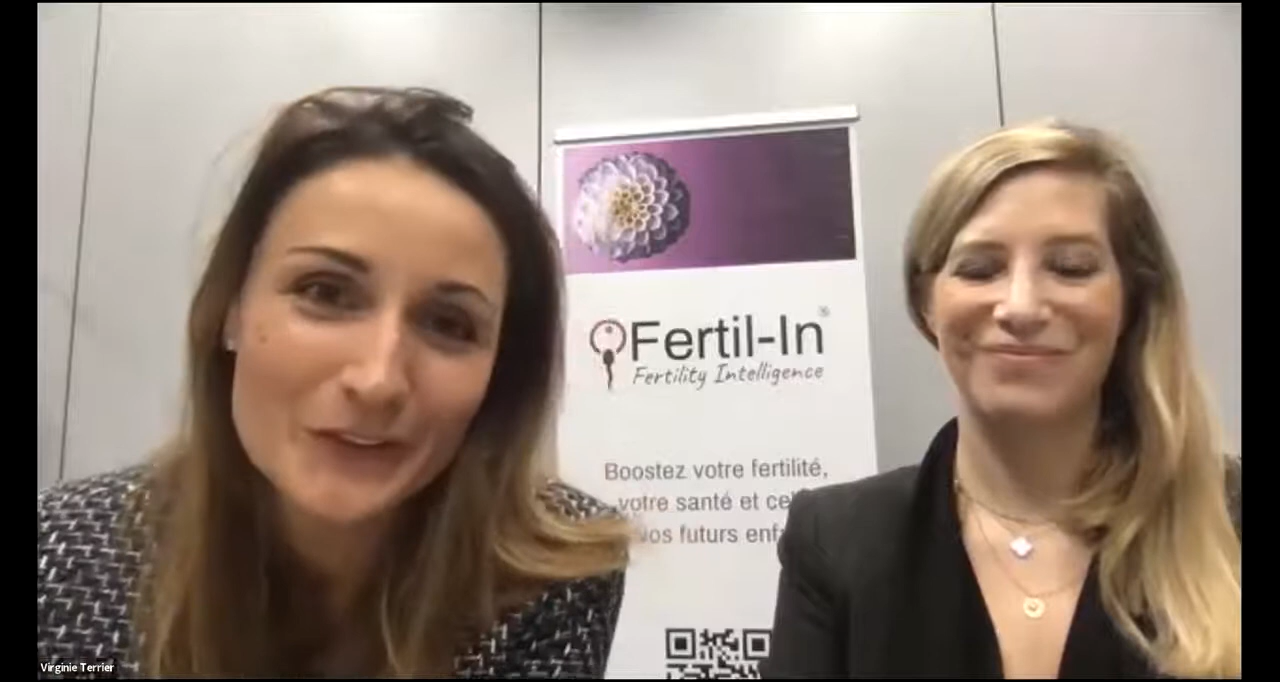 Fertil-In®
Fertility Intelligence
Boostez votre fertilité,
votre santé et
futurs
Virginie Terrier